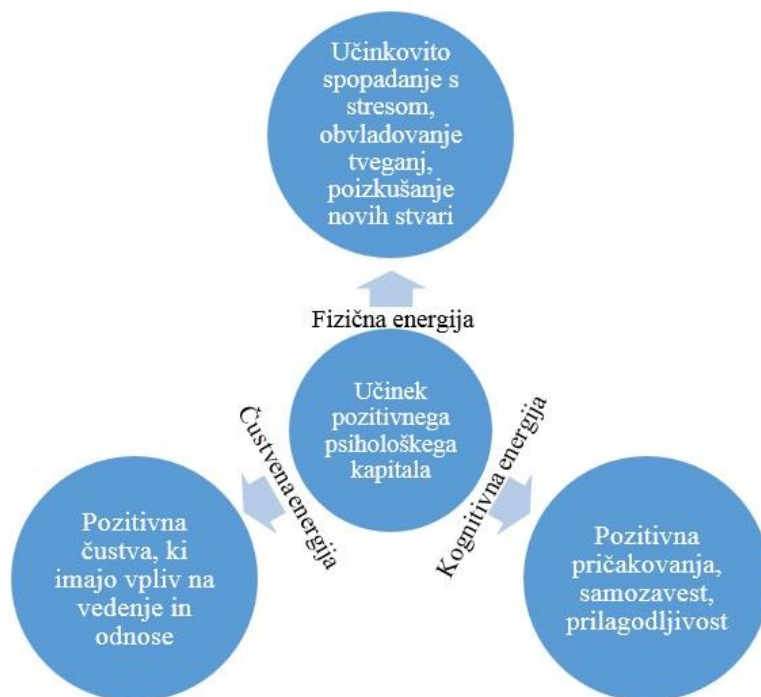 Učinkovito
spopadanje s
stresom,
obvladovanje
tveganj,
poizkušanje
novih stvari
Fizična energija
Učinek
pozitivnega
psihološkega
kapitala
Čustvena energija
Kognitivna energija
Pozitivna
čustva, ki
imajo vpliv na
vedenje in
odnose
Pozitivna
pričakovanja,
samozavest,
prilagodljivost